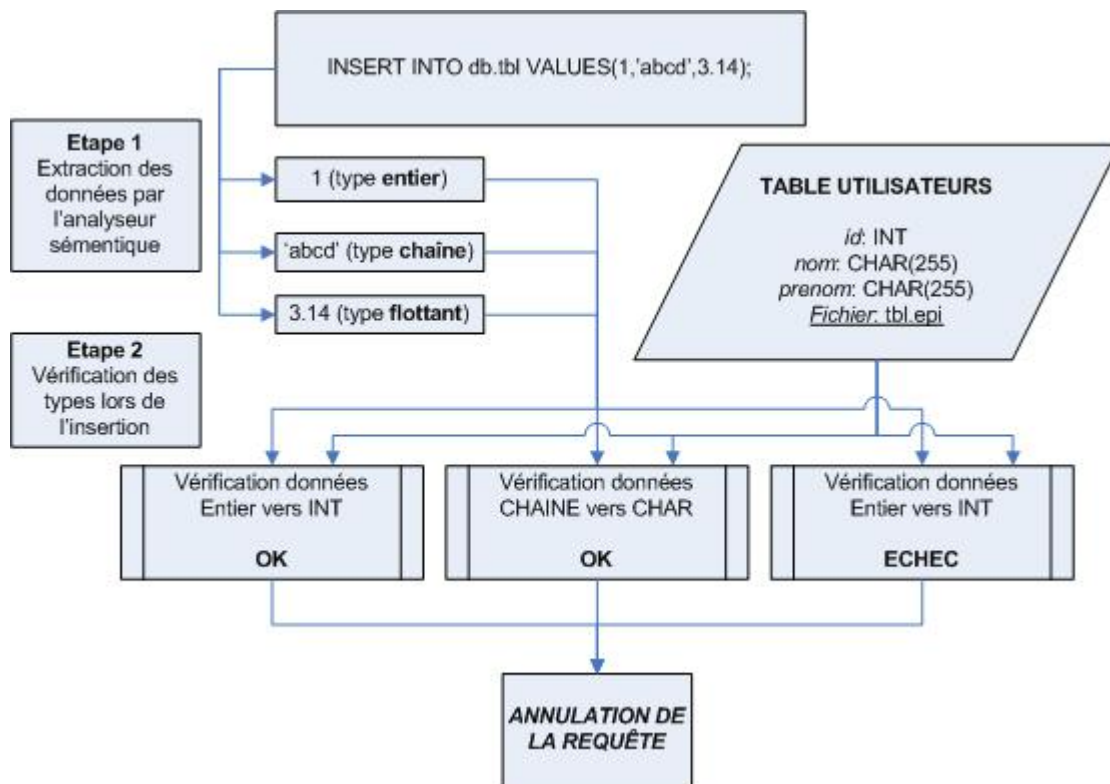 INSERT INTO db.tbl VALUES(1,'abcd',3.14);
Etape 1
Extraction des
données par
l'analyseur
sémentique
1 (type entier)
'abcd' (type chaîne)
3.14 (type flottant)
TABLE UTILISATEURS
id: INT
nom: CHAR(255)
prenom: CHAR(255)
Fichier: tbl.epi
Etape 2
Vérification des
types lors de
l'insertion
Vérification données
Entier vers INT
OK
Vérification données
CHAINE vers CHAR
OK
Vérification données
Entier vers INT
ECHEC
ANNULATION DE
LA REQUÊTE